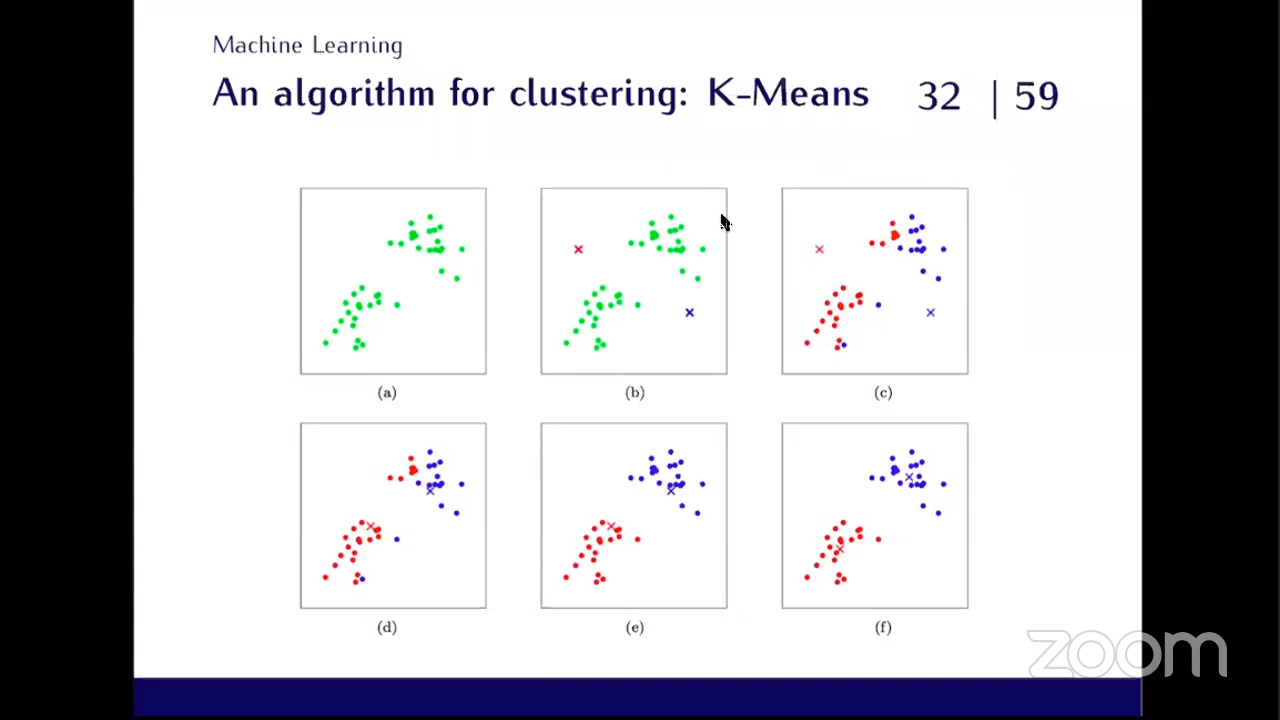 Machine Learning
An algorithm for clustering: K-Means 32 | 59
(a) (b) (c)
(d) (e) (f)
zoom